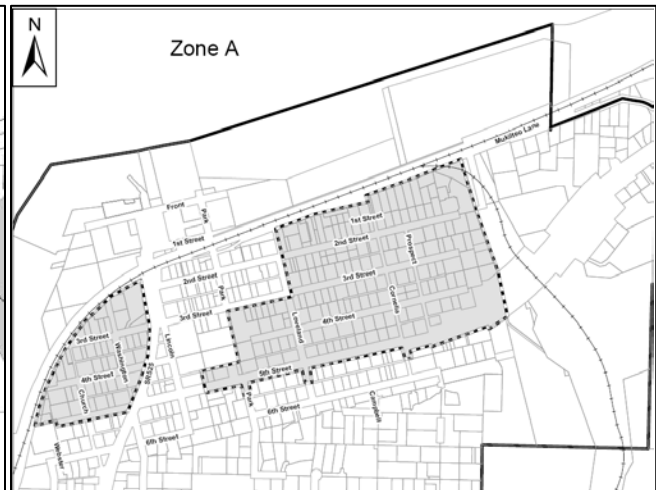 N
Zone A
Mukilteo Lane
Front
Park
1st Street
1st Street
2nd Street
Prospect
2nd Street
Park
3rd Street
Cornelia
3rd Street
3rd Street
Lincoln
Loveland
4th Street
Washington
SR525
4th Street
Church
5th Street
Park
Campbell
6th Street
6th Street
Webster